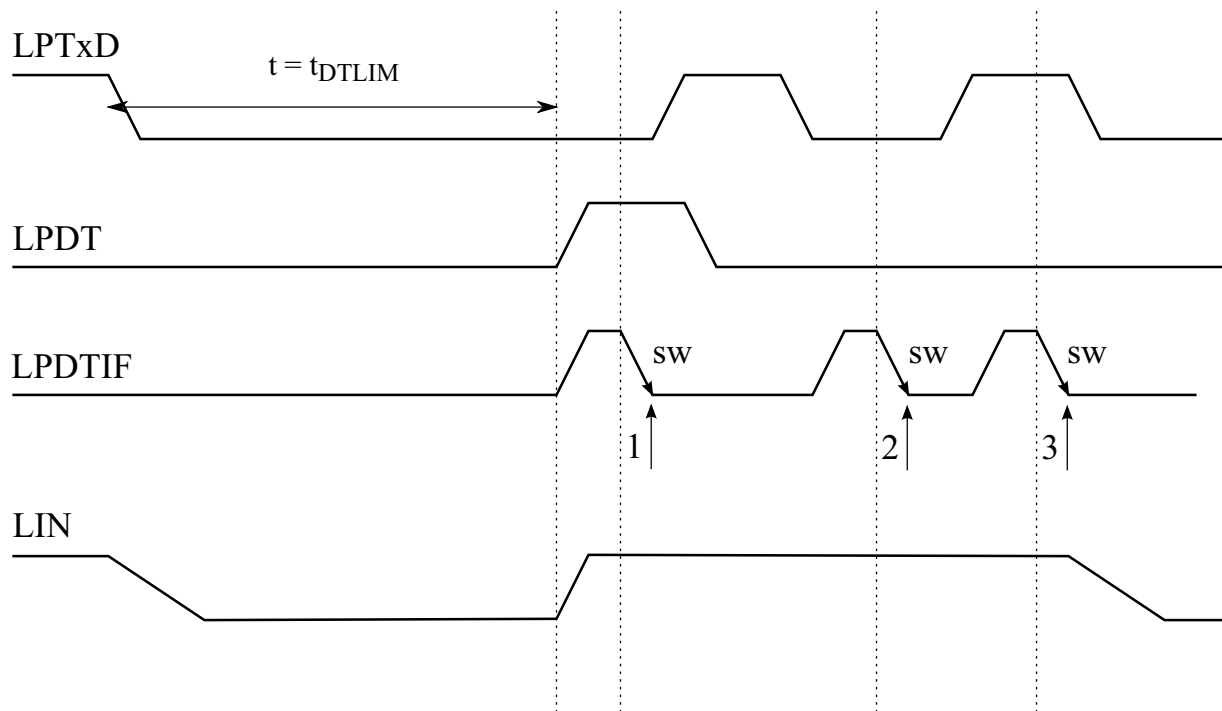 LPTxD
t = tDTLIM
LPDT
LPDTIF
sw sw sw
1 2 3
LIN